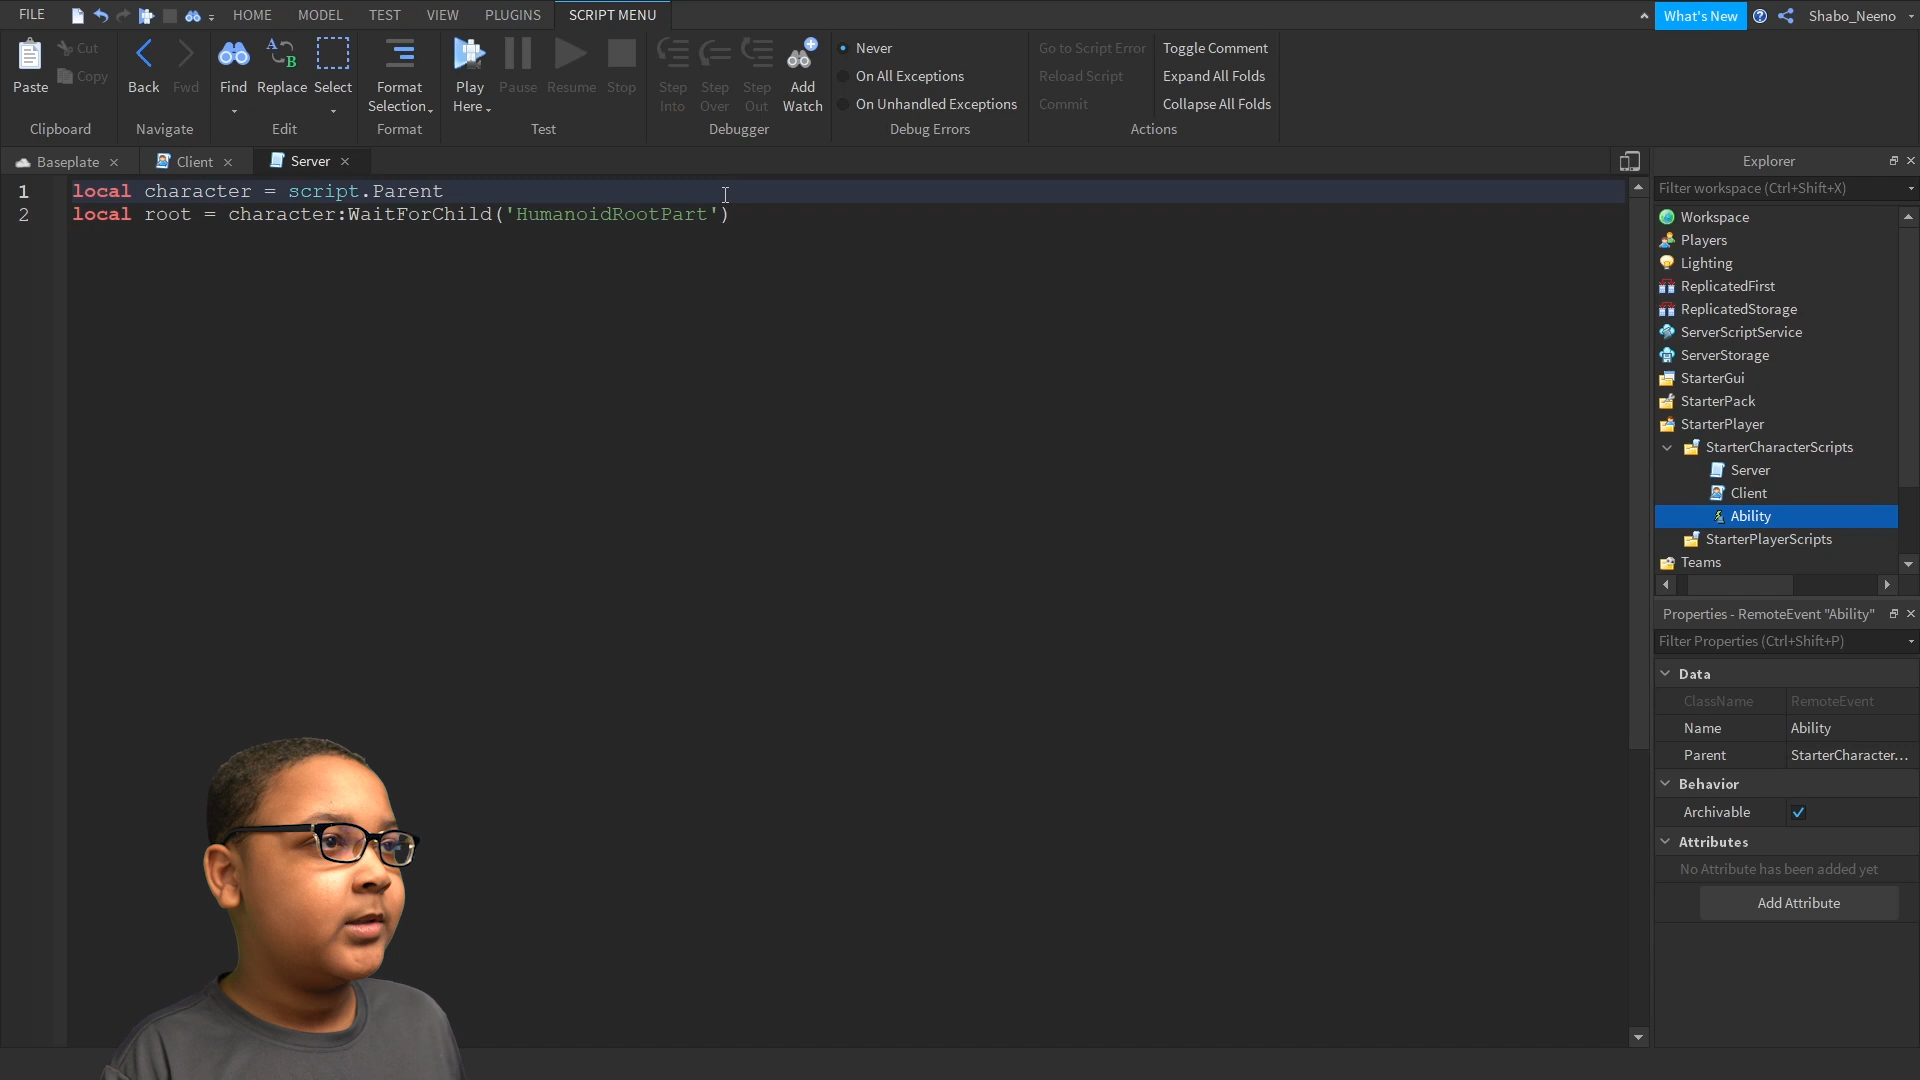 FILE HOME MODEL TEST VIEW PLUGINS SCRIPT MENU What's New Shabo_Neeno
Paste Cut Copy
Clipboard
Back Fwd
Navigate
Find Replace Select
Edit
Format Selection
Format
Play Here Pause Resume Stop
Test
Step Into Step Over Step Out Add Watch
Debugger
Never
On All Exceptions
On Unhandled Exceptions
Debug Errors
Go to Script Error
Reload Script
Commit
Toggle Comment
Expand All Folds
Collapse All Folds
Actions
Baseplate Client Server
1 local character = script.Parent
2 local root = character:WaitForChild('HumanoidRootPart')
Explorer
Filter workspace (Ctrl+Shift+X)
Workspace
Players
Lighting
ReplicatedFirst
ReplicatedStorage
ServerScriptService
ServerStorage
StarterGui
StarterPack
StarterPlayer
StarterCharacterScripts
Server
Client
Ability
StarterPlayerScripts
Teams
Properties - RemoteEvent "Ability"
Filter Properties (Ctrl+Shift+P)
Data
ClassName RemoteEvent
Name Ability
Parent StarterCharacter...
Behavior
Archivable
Attributes
No Attribute has been added yet
Add Attribute